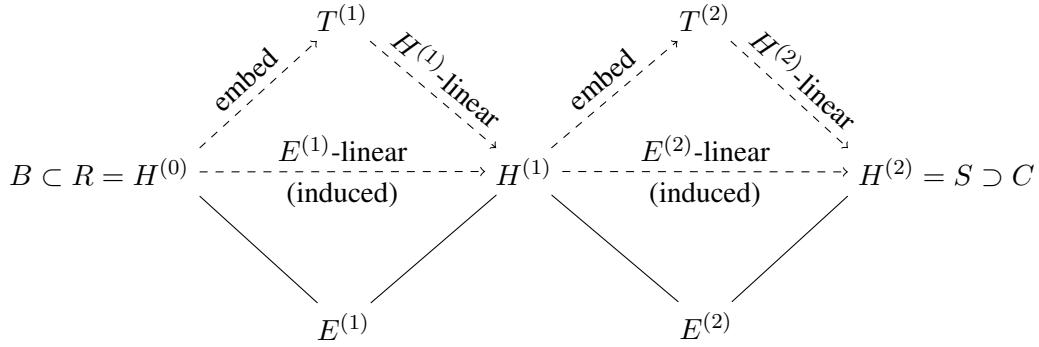 T^{(1)} T^{(2)}
embed H^{(1)}-linear embed H^{(2)}-linear
E^{(1)}-linear E^{(2)}-linear
B ⊂ R = H^{(0)} H^{(1)} H^{(2)} = S ⊃ C
(induced) (induced)
E^{(1)} E^{(2)}